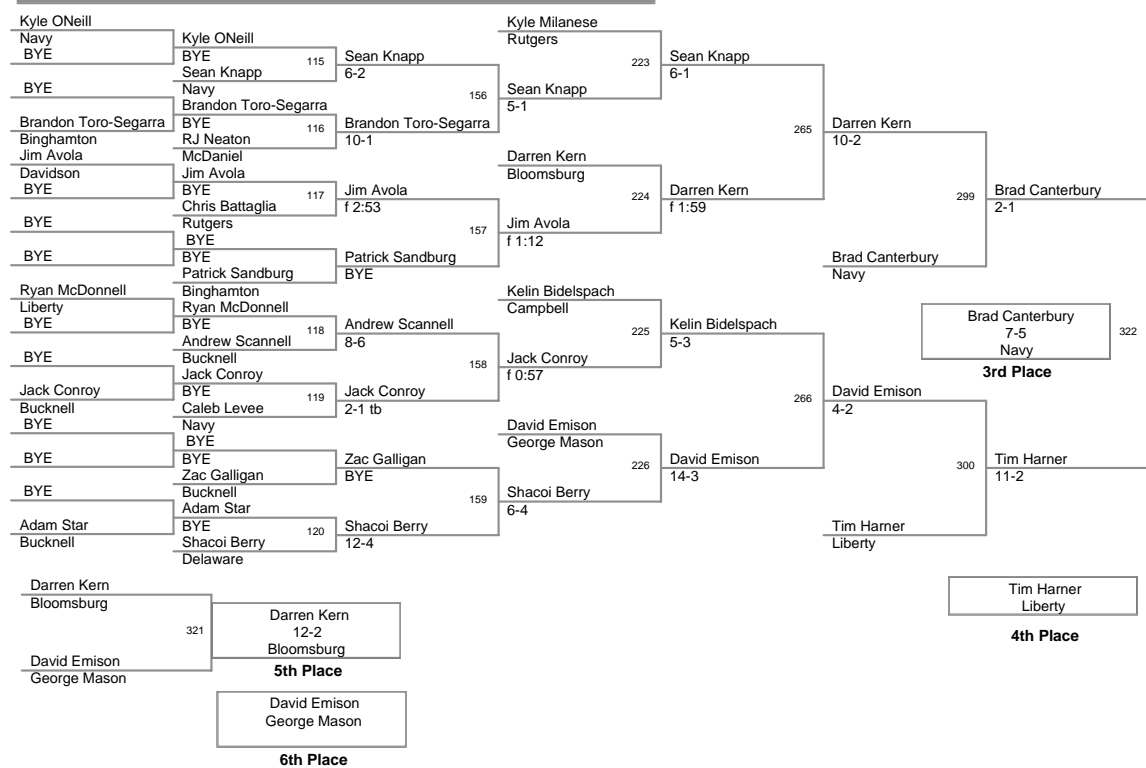 Kyle ONeill
Navy
BYE
BYE
Brandon Toro-Segarra
Binghamton
Jim Avola
Davidson
BYE
BYE
BYE
Ryan McDonnell
Liberty
BYE
BYE
Jack Conroy
Bucknell
BYE
BYE
BYE
Adam Star
Bucknell
Kyle ONeill
BYE
115
Sean Knapp
Navy
Brandon Toro-Segarra
BYE
116
RJ Neaton
McDaniel
Jim Avola
BYE
117
Chris Battaglia
Rutgers
BYE
BYE
Patrick Sandburg
Binghamton
Ryan McDonnell
BYE
118
Andrew Scannell
Bucknell
Jack Conroy
BYE
119
Caleb Levee
Navy
BYE
BYE
Zac Galligan
Bucknell
Adam Star
BYE
120
Shacoi Berry
Delaware
Sean Knapp
6-2
156
Brandon Toro-Segarra
10-1
Jim Avola
f 2:53
157
Patrick Sandburg
BYE
Andrew Scannell
8-6
158
Jack Conroy
2-1 tb
Zac Galligan
BYE
159
Shacoi Berry
12-4
Kyle Milanese
Rutgers
223
Sean Knapp
5-1
Darren Kern
Bloomsburg
224
Jim Avola
f 1:12
Kelin Bidelspach
Campbell
225
Jack Conroy
f 0:57
David Emison
George Mason
226
Shacoi Berry
6-4
Sean Knapp
6-1
265
Darren Kern
f 1:59
Kelin Bidelspach
5-3
266
David Emison
14-3
Darren Kern
10-2
299
Brad Canterbury
Navy
David Emison
4-2
300
Tim Harner
Liberty
Brad Canterbury
2-1
Tim Harner
11-2
Brad Canterbury
7-5
Navy
322
3rd Place
Tim Harner
Liberty
4th Place
Darren Kern
Bloomsburg
321
David Emison
George Mason
Darren Kern
12-2
Bloomsburg
5th Place
David Emison
George Mason
6th Place